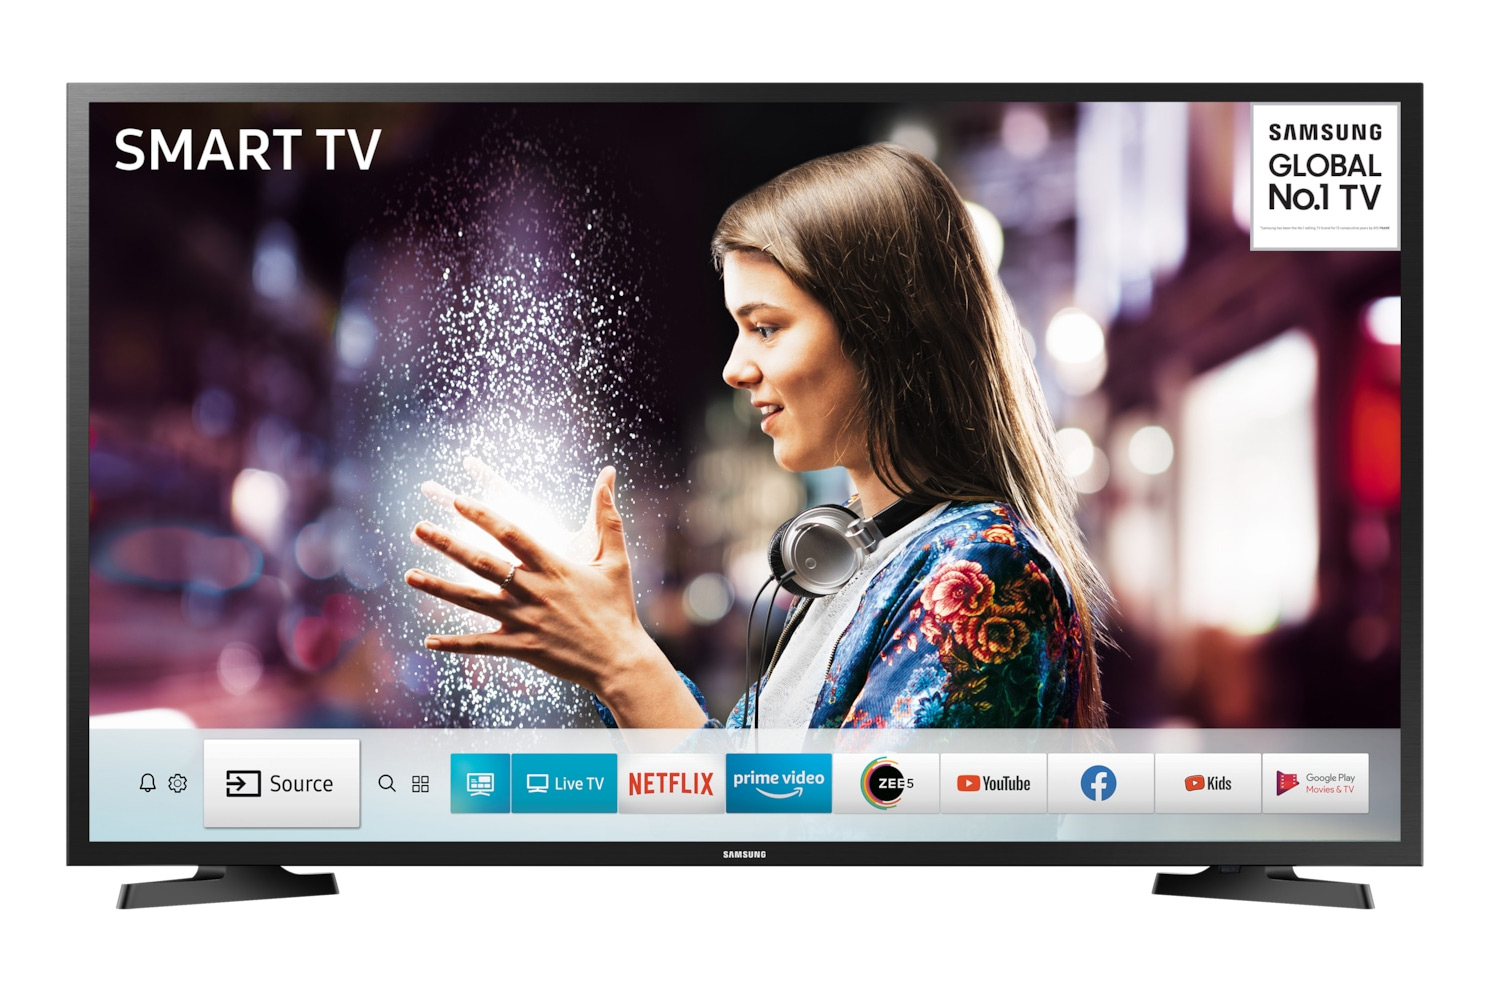 SMART TV
SAMSUNG
GLOBAL
No.1 TV
Source
Live TV
NETFLIX
prime video
ZEE5
YouTube
Kids
Google Play
Movies & TV
SAMSUNG